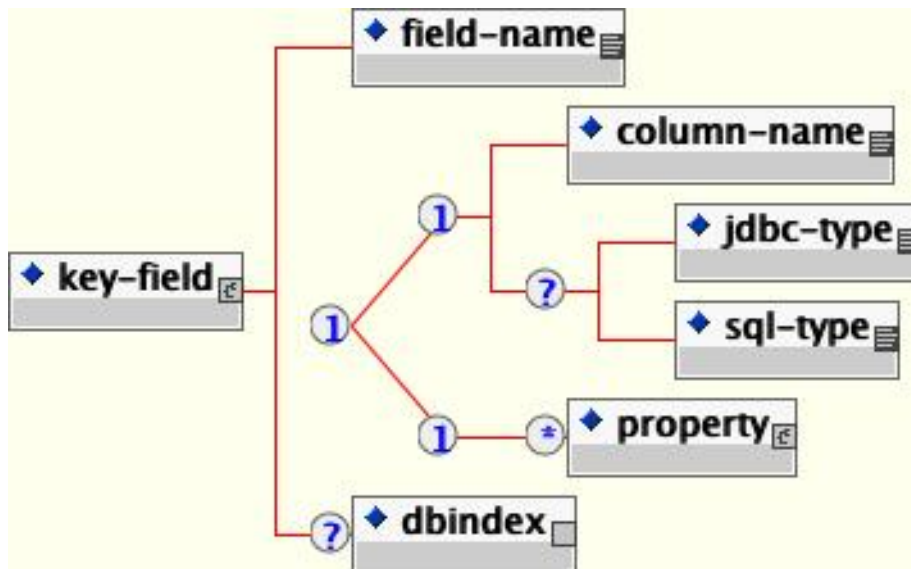 field-name
column-name
1
jdbc-type
key-field
?
1
sql-type
1
*
property
?
dbindex